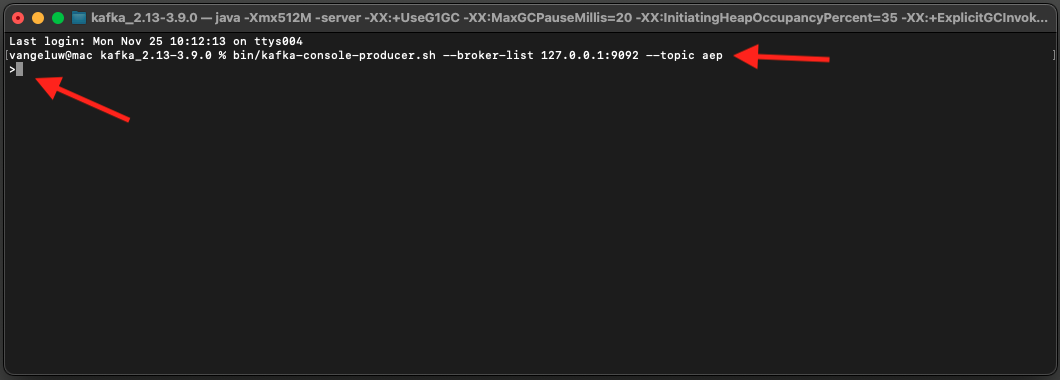 kafka_2.13-3.9.0 — java -Xmx512M -server -XX:+UseG1GC -XX:MaxGCPauseMillis=20 -XX:InitiatingHeapOccupancyPercent=35 -XX:+ExplicitGCInvok...
Last login: Mon Nov 25 10:12:13 on ttys004
[vangeluw@mac kafka_2.13-3.9.0 % bin/kafka-console-producer.sh --broker-list 127.0.0.1:9092 --topic aep ]
>